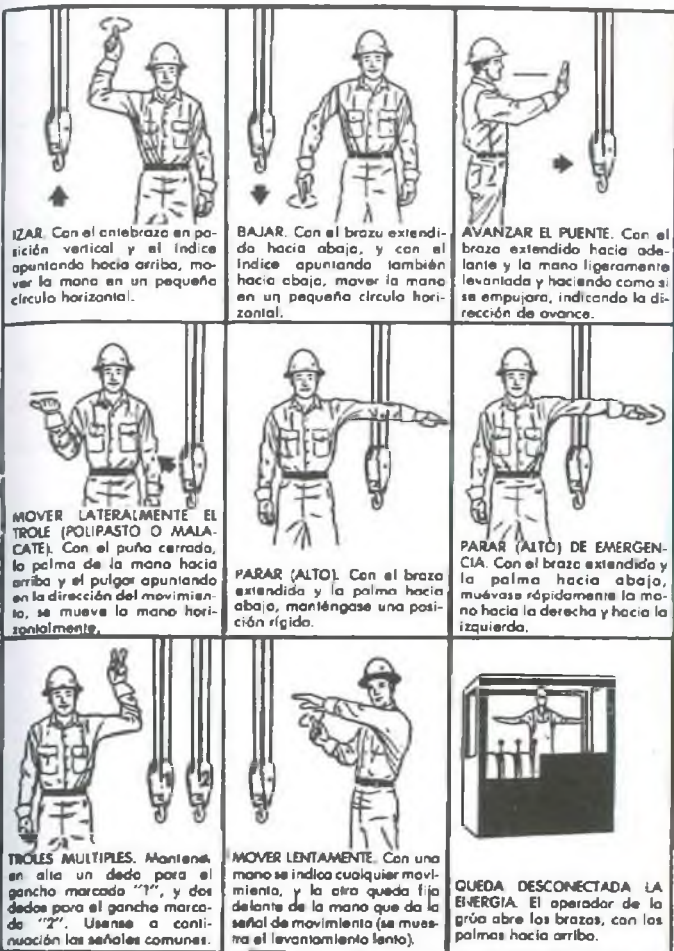 IZAR. Con el antebrazo en po-
sición vertical y el índice
apuntando hacia arriba, mo-
ver la mano en un pequeño
círculo horizontal.
BAJAR. Con el brazo extendi-
do hacia abajo, y con el
índice apuntando también
hacia abajo, mover la mano
en un pequeño círculo hori-
zontal.
AVANZAR EL PUENTE. Con el
brazo extendido hacia ade-
lante y la mano ligeramente
levantada y haciendo como si
se empujara, indicando la di-
rección de avance.
MOVER LATERALMENTE EL
TROLE (POLIPASTO O MALA-
CATE). Con el puño cerrado,
la palma de la mano hacia
arriba y el pulgar apuntando
en la dirección del movimien-
to, se mueve la mano hori-
zontalmente.
PARAR (ALTO). Con el brazo
extendido y la palma hacia
abajo, manténgase una posi-
ción rígida.
PARAR (ALTO) DE EMERGEN-
CIA. Con el brazo extendido y
la palma hacia abajo,
muévase rápidamente la ma-
no hacia la derecha y hacia la
izquierda.
1 2
TROLES MULTIPLES. Mantener
en alto un dedo para el
gancho marcado "1", y dos
dedos para el gancho marca-
do "2". Usense a conti-
nuación las señales comunes.
MOVER LENTAMENTE. Con una
mano se indica cualquier movi-
miento, y la otra queda fija
delante de la mano que da la
señal de movimiento (se mues-
tra el levantamiento lento).
QUEDA DESCONECTADA LA
ENERGIA. El operador de la
grúa abre los brazos, con las
palmas hacia arriba.